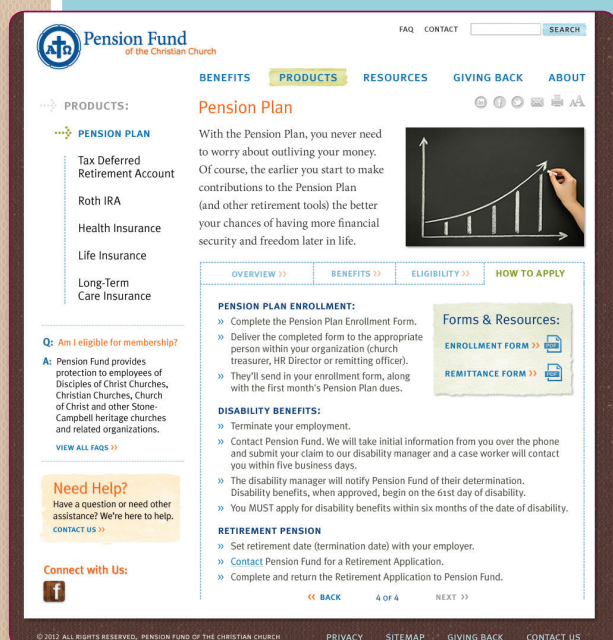 FAQ CONTACT SEARCH
ΑΤΩ Pension Fund
of the Christian Church
BENEFITS PRODUCTS RESOURCES GIVING BACK ABOUT
PRODUCTS:
PENSION PLAN
Tax Deferred
Retirement Account
Roth IRA
Health Insurance
Life Insurance
Long-Term
Care Insurance
Q: Am I eligible for membership?
A: Pension Fund provides
protection to employees of
Disciples of Christ Churches,
Christian Churches, Church
of Christ and other Stone-
Campbell heritage churches
and related organizations.
VIEW ALL FAQS »
Need Help?
Have a question or need other
assistance? We're here to help.
CONTACT US »
Connect with Us:
f
Pension Plan
in f AA
With the Pension Plan, you never need
to worry about outliving your money.
Of course, the earlier you start to make
contributions to the Pension Plan
(and other retirement tools) the better
your chances of having more financial
security and freedom later in life.
OVERVIEW » BENEFITS » ELIGIBILITY » HOW TO APPLY
PENSION PLAN ENROLLMENT:
» Complete the Pension Plan Enrollment Form.
» Deliver the completed form to the appropriate
person within your organization (church
treasurer, HR Director or remitting officer).
» They'll send in your enrollment form, along
with the first month's Pension Plan dues.
Forms & Resources:
ENROLLMENT FORM » PDF
REMITTANCE FORM » PDF
DISABILITY BENEFITS:
» Terminate your employment.
» Contact Pension Fund. We will take initial information from you over the phone
and submit your claim to our disability manager and a case worker will contact
you within five business days.
» The disability manager will notify Pension Fund of their determination.
Disability benefits, when approved, begin on the 61st day of disability.
» You MUST apply for disability benefits within six months of the date of disability.
RETIREMENT PENSION
» Set retirement date (termination date) with your employer.
» Contact Pension Fund for a Retirement Application.
» Complete and return the Retirement Application to Pension Fund.
« BACK 4 OF 4 NEXT »
© 2012 ALL RIGHTS RESERVED, PENSION FUND OF THE CHRISTIAN CHURCH PRIVACY SITEMAP GIVING BACK CONTACT US